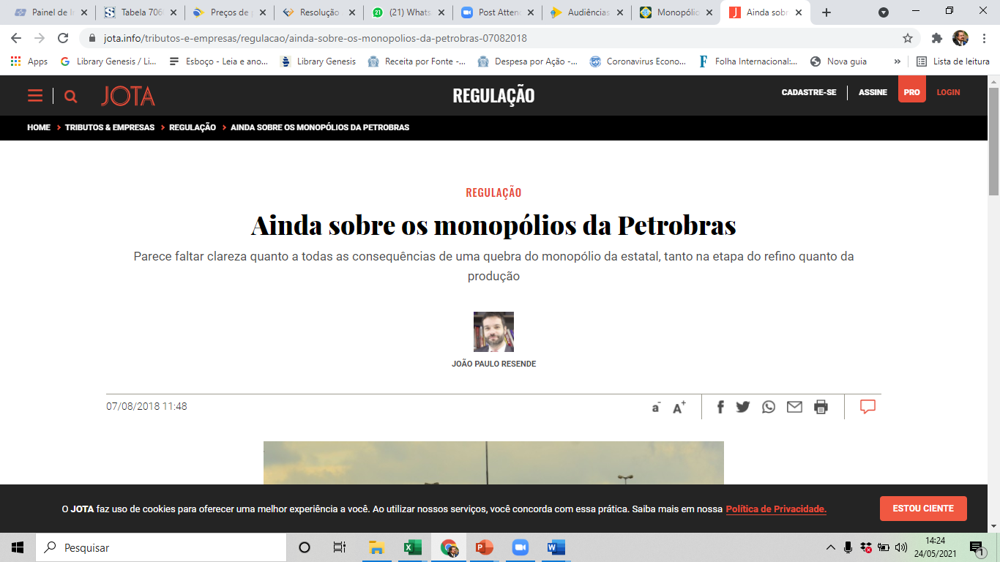 Painel de In
Tabela 706
Preços de p
Resolução
(21) Whats
Post Atten
Audiências
Monopólio
Ainda sobr
jota.info/tributos-e-empresas/regulacao/ainda-sobre-os-monopolios-da-petrobras-07082018
Apps
Library Genesis / Li...
Esboço - Leia e ano...
Library Genesis
Receita por Fonte -...
Despesa por Ação -...
Coronavirus Econo...
Folha Internacional:...
Nova guia
»
Lista de leitura
JOTA
REGULAÇÃO
CADASTRE-SE
ASSINE
PRO
LOGIN
HOME > TRIBUTOS & EMPRESAS > REGULAÇÃO > AINDA SOBRE OS MONOPÓLIOS DA PETROBRAS
REGULAÇÃO
Ainda sobre os monopólios da Petrobras
Parece faltar clareza quanto a todas as consequências de uma quebra do monopólio da estatal, tanto na etapa do refino quanto da
produção
JOÃO PAULO RESENDE
07/08/2018 11:48
a- A+
O JOTA faz uso de cookies para oferecer uma melhor experiência a você. Ao utilizar nossos serviços, você concorda com essa prática. Saiba mais em nossa Política de Privacidade.
ESTOU CIENTE
Pesquisar
14:24
24/05/2021
1